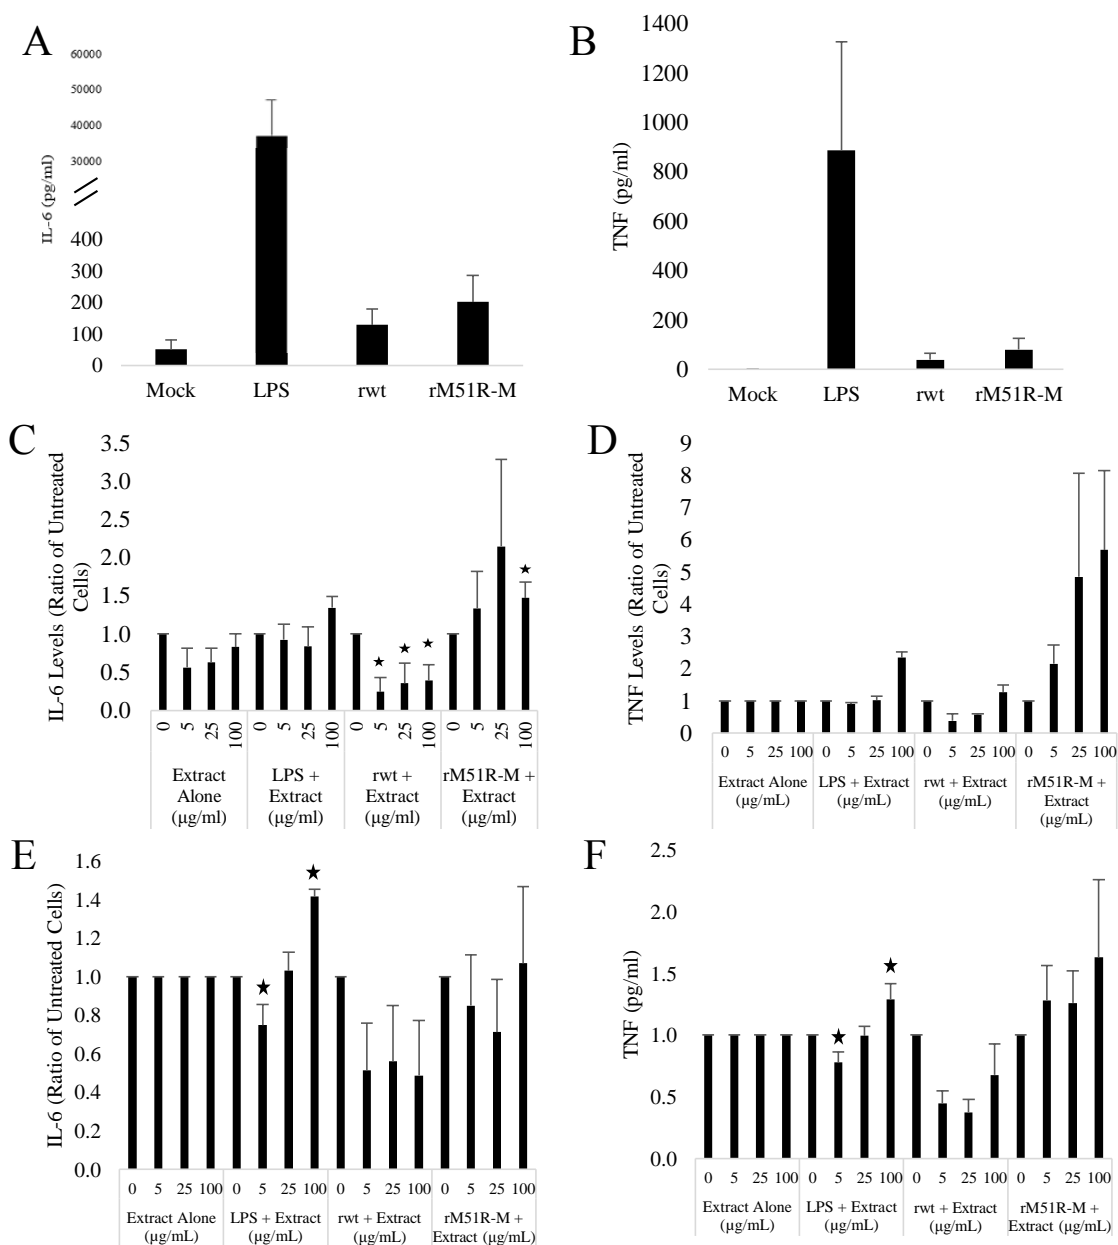 A
60000
50000
40000
30000
400
300
200
100
0
IL-6 (pg/ml)
Mock LPS rwt rM51R-M
B
1400
1200
1000
800
600
400
200
0
TNF (pg/ml)
Mock LPS rwt rM51R-M
C
3.5
3.0
2.5
2.0
1.5
1.0
0.5
0.0
IL-6 Levels (Ratio of Untreated
Cells)
0 5 25 100 0 5 25 100 0 5 25 100 0 5 25 100
Extract
Alone
(μg/ml)
LPS +
Extract
(μg/ml)
rwt +
Extract
(μg/ml)
rM51R-M +
Extract
(μg/ml)
D
9
8
7
6
5
4
3
2
1
0
TNF Levels (Ratio of Untreated
Cells)
0 5 25 100 0 5 25 100 0 5 25 100 0 5 25 100
Extract Alone
(μg/mL)
LPS + Extract
(μg/mL)
rwt + Extract
(μg/mL)
rM51R-M +
Extract
(μg/mL)
E
1.6
1.4
1.2
1.0
0.8
0.6
0.4
0.2
0.0
IL-6 (Ratio of Untreated Cells)
0 5 25 100 0 5 25 100 0 5 25 100 0 5 25 100
Extract Alone
(μg/mL)
LPS + Extract
(μg/mL)
rwt + Extract
(μg/mL)
rM51R-M +
Extract (μg/mL)
F
2.5
2.0
1.5
1.0
0.5
0.0
TNF (pg/ml)
0 5 25 100 0 5 25 100 0 5 25 100 0 5 25 100
Extract Alone
(μg/mL)
LPS + Extract
(μg/mL)
rwt + Extract
(μg/mL)
rM51R-M +
Extract (μg/mL)